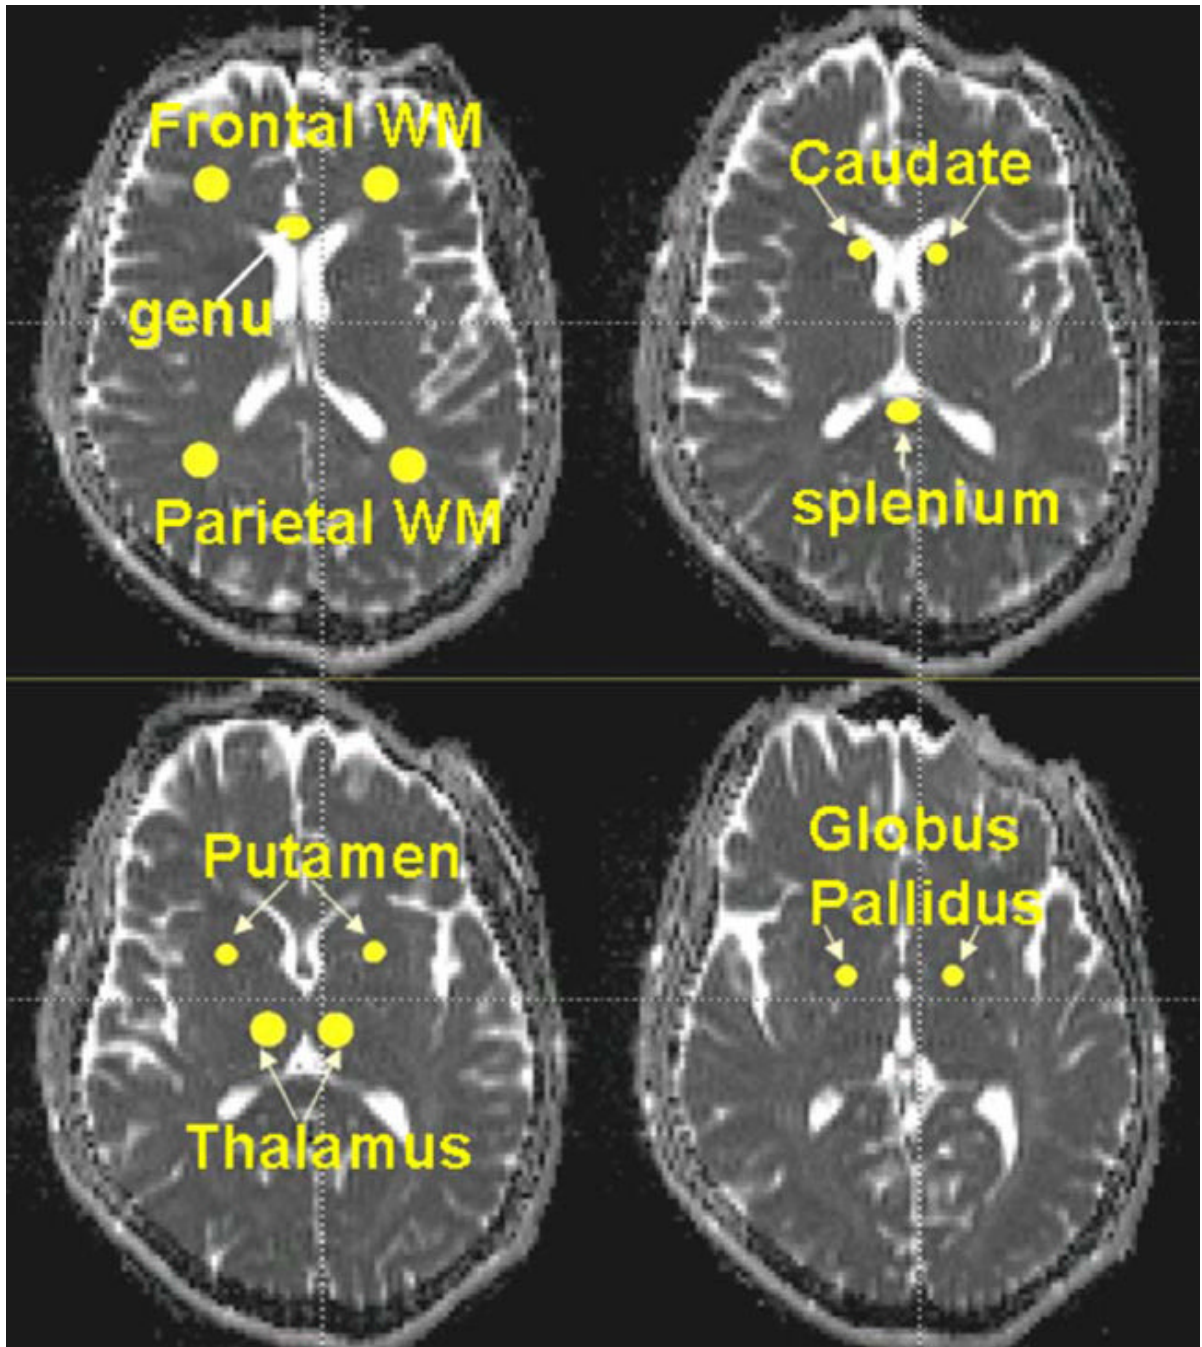 Frontal WM
genu
Parietal WM
Caudate
splenium
Putamen
Thalamus
Globus
Pallidus